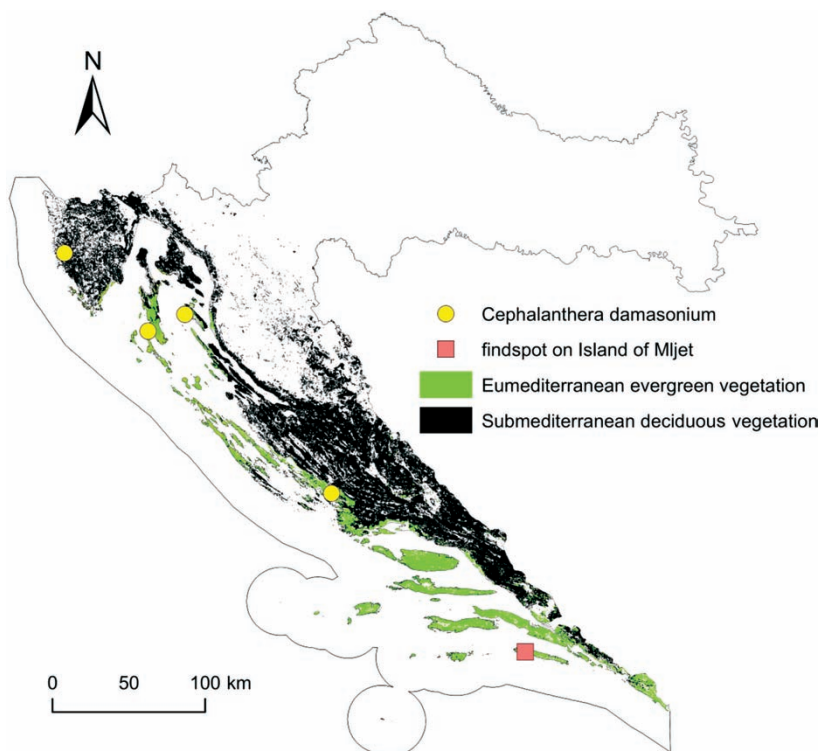 N
Cephalanthera damasonium
findspot on Island of Mljet
Eumediterranean evergreen vegetation
Submediterranean deciduous vegetation
0 50 100 km